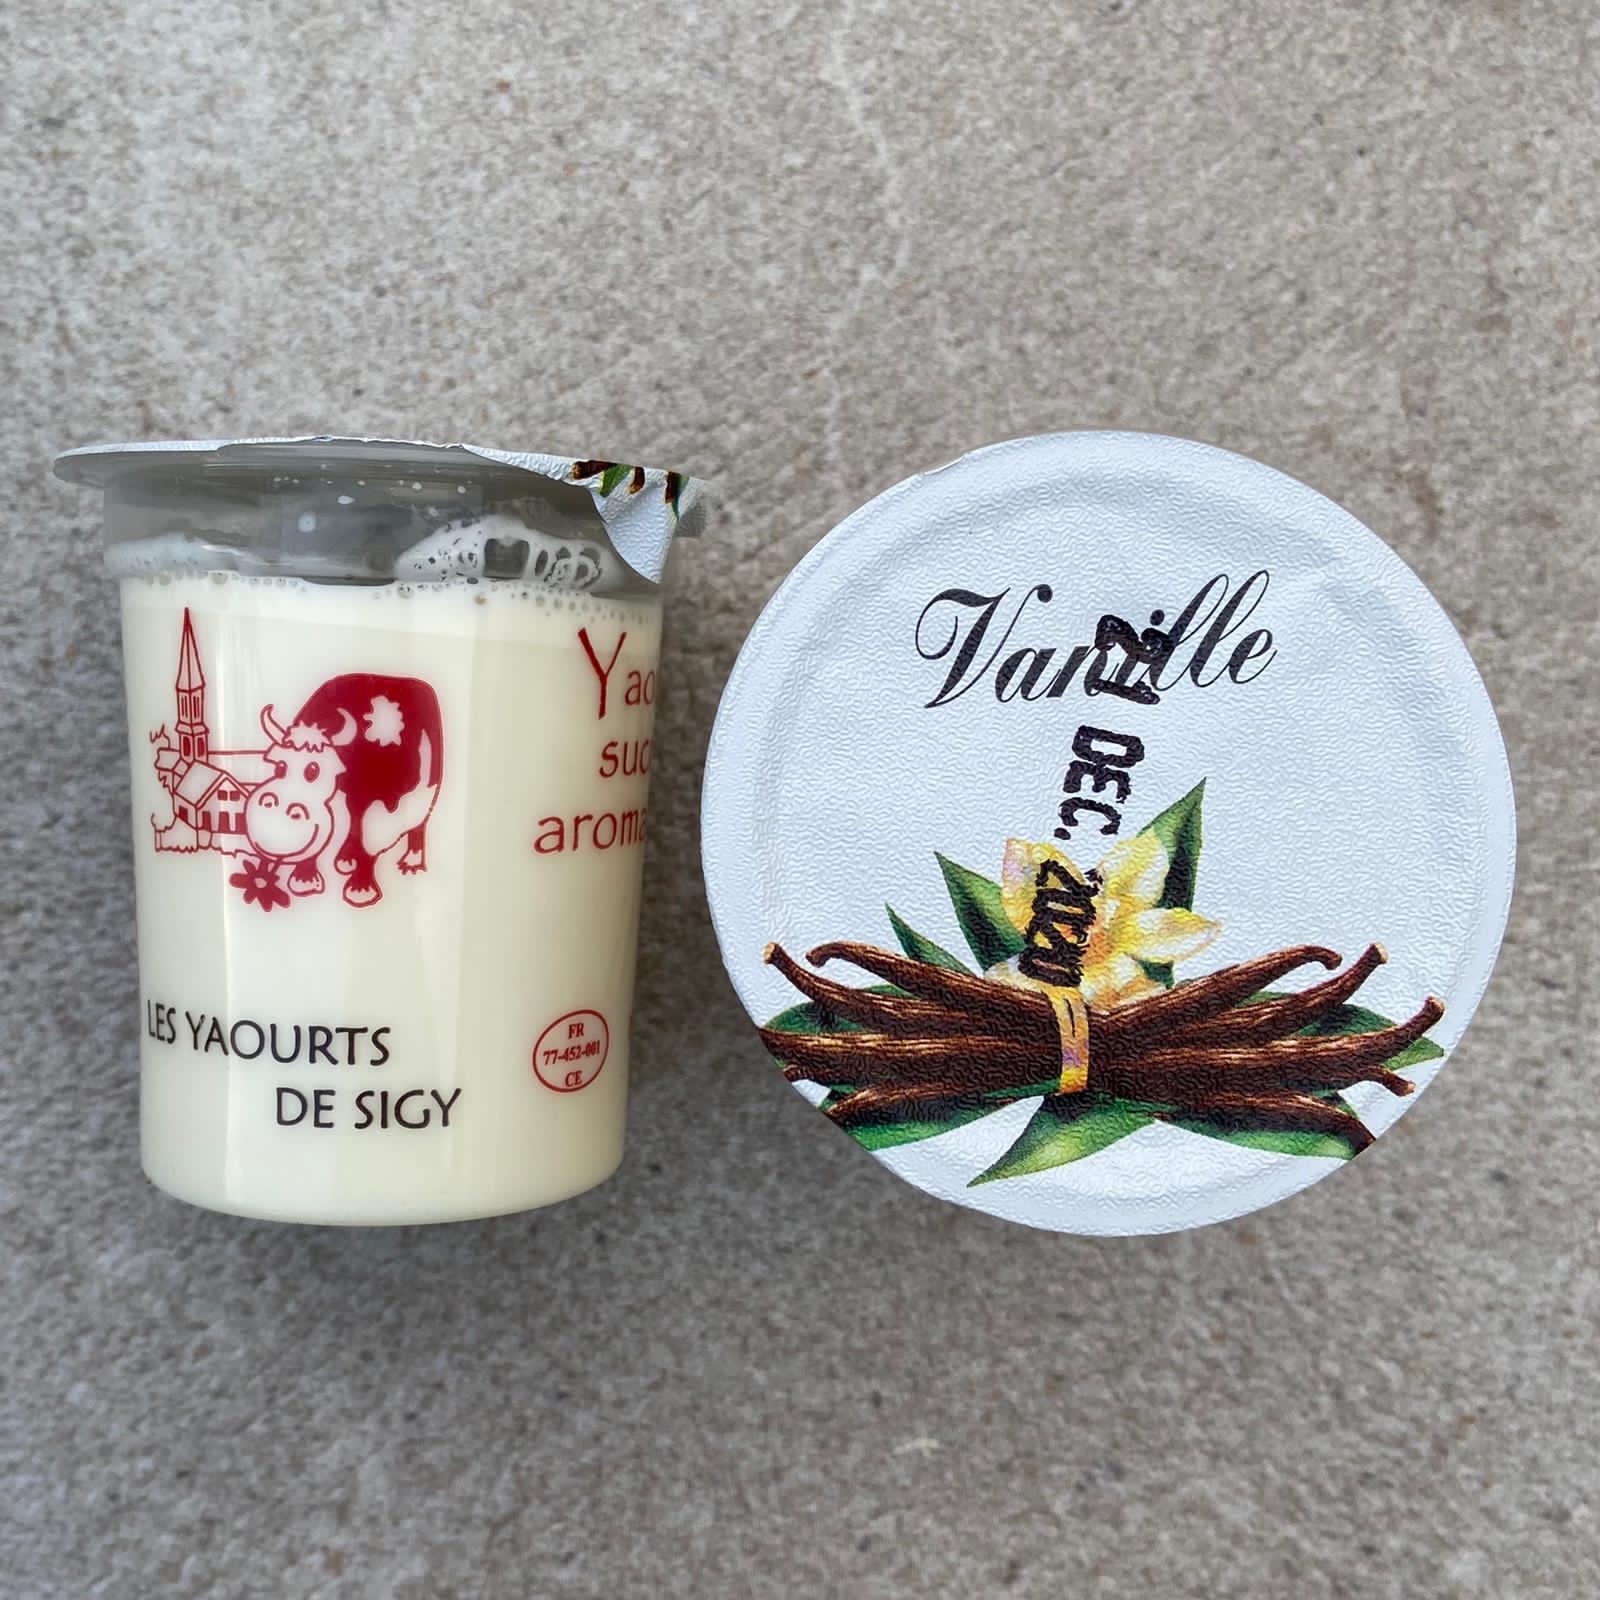 Yao
suc
aroma
LES YAOURTS
DE SIGY
FR
77-452-001
CE
Vanille
DEC.